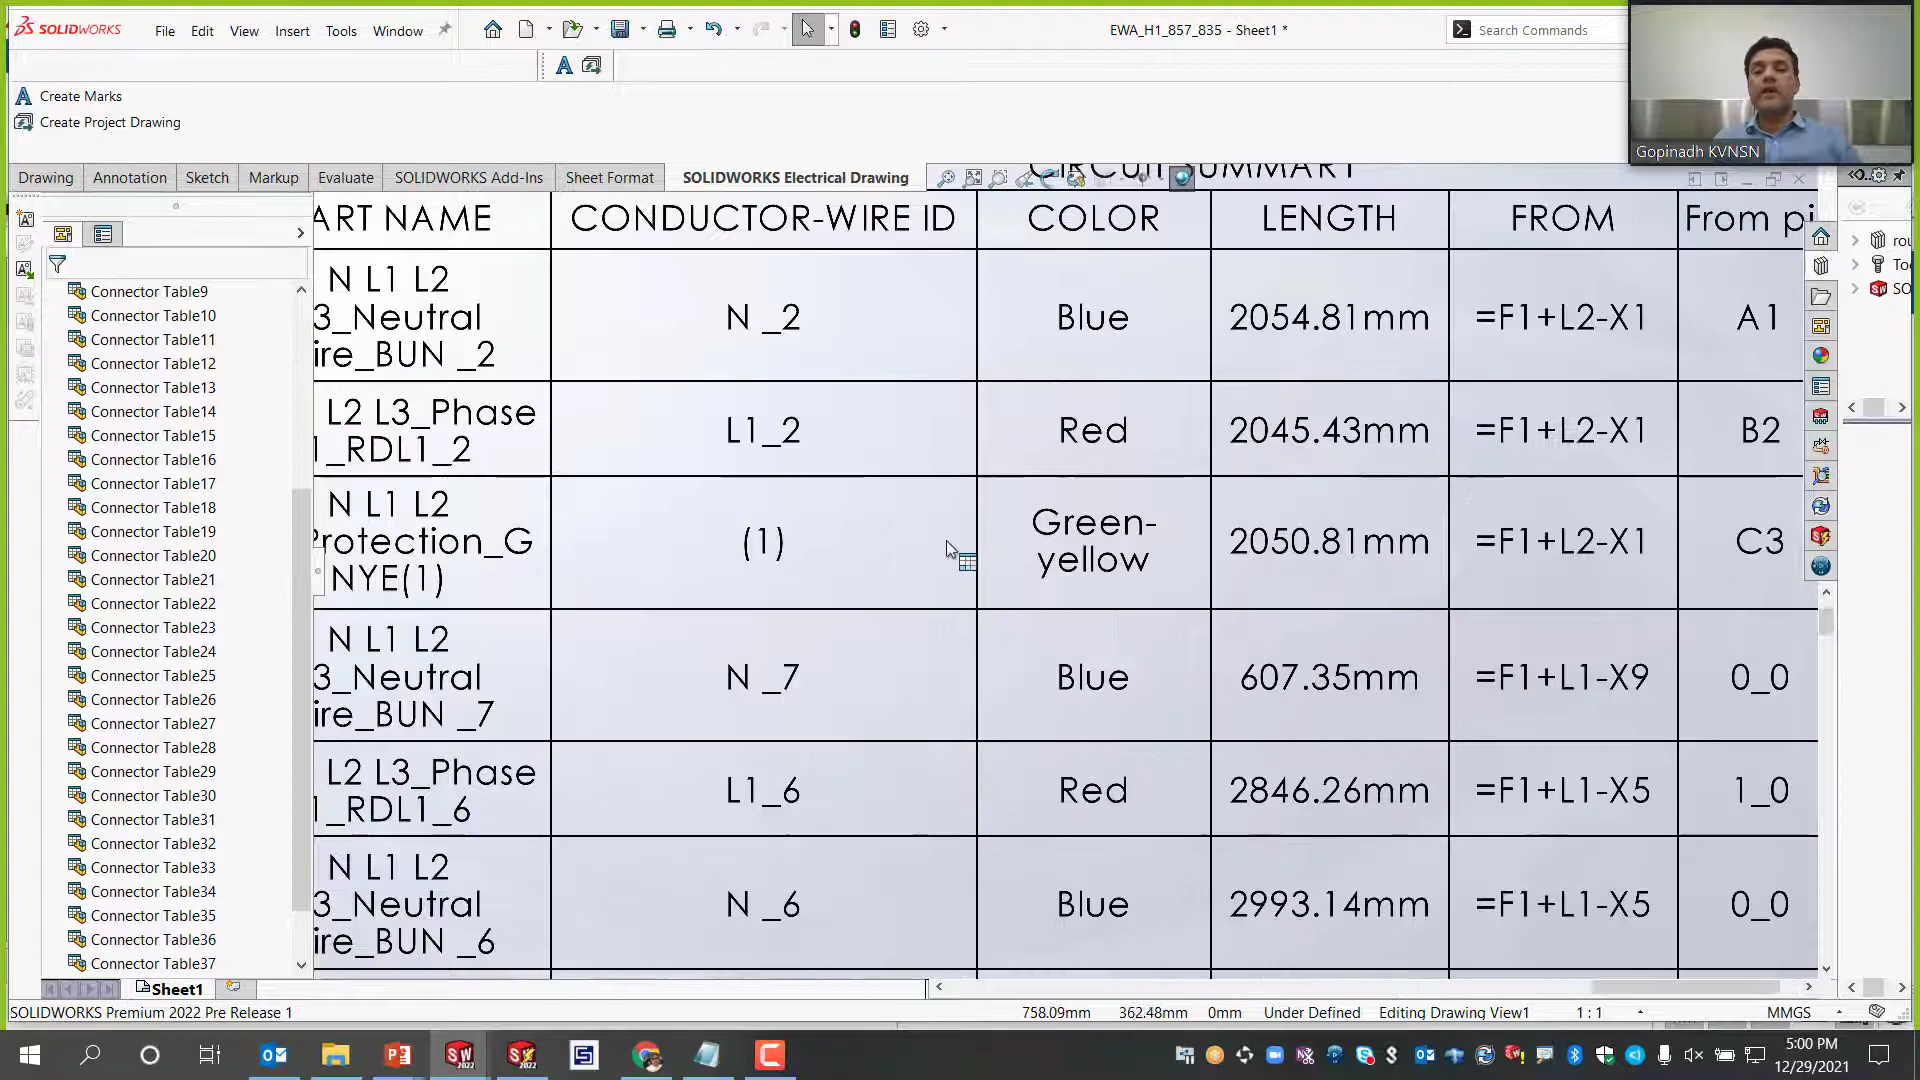 SOLIDWORKS
File
Edit
View
Insert
Tools
Window
EWA_H1_857_835 - Sheet1 *
Search Commands
Create Marks
Create Project Drawing
Gopinadh KVNSN
Drawing
Annotation
Sketch
Markup
Evaluate
SOLIDWORKS Add-Ins
Sheet Format
SOLIDWORKS Electrical Drawing
CIRCUIT SUMMARY
ART NAME
CONDUCTOR-WIRE ID
COLOR
LENGTH
FROM
From pi
N L1 L2
3_Neutral
ire_BUN _2
N _2
Blue
2054.81mm
=F1+L2-X1
A1
L2 L3_Phase
1_RDL1_2
L1_2
Red
2045.43mm
=F1+L2-X1
B2
N L1 L2
Protection_G
NYE(1)
(1)
Green-
yellow
2050.81mm
=F1+L2-X1
C3
N L1 L2
3_Neutral
ire_BUN _7
N _7
Blue
607.35mm
=F1+L1-X9
0_0
L2 L3_Phase
1_RDL1_6
L1_6
Red
2846.26mm
=F1+L1-X5
1_0
N L1 L2
3_Neutral
ire_BUN _6
N _6
Blue
2993.14mm
=F1+L1-X5
0_0
Connector Table9
Connector Table10
Connector Table11
Connector Table12
Connector Table13
Connector Table14
Connector Table15
Connector Table16
Connector Table17
Connector Table18
Connector Table19
Connector Table20
Connector Table21
Connector Table22
Connector Table23
Connector Table24
Connector Table25
Connector Table26
Connector Table27
Connector Table28
Connector Table29
Connector Table30
Connector Table31
Connector Table32
Connector Table33
Connector Table34
Connector Table35
Connector Table36
Connector Table37
rou
Too
SO
Sheet1
SOLIDWORKS Premium 2022 Pre Release 1
758.09mm
362.48mm
0mm
Under Defined
Editing Drawing View1
1 : 1
MMGS
5:00 PM
12/29/2021